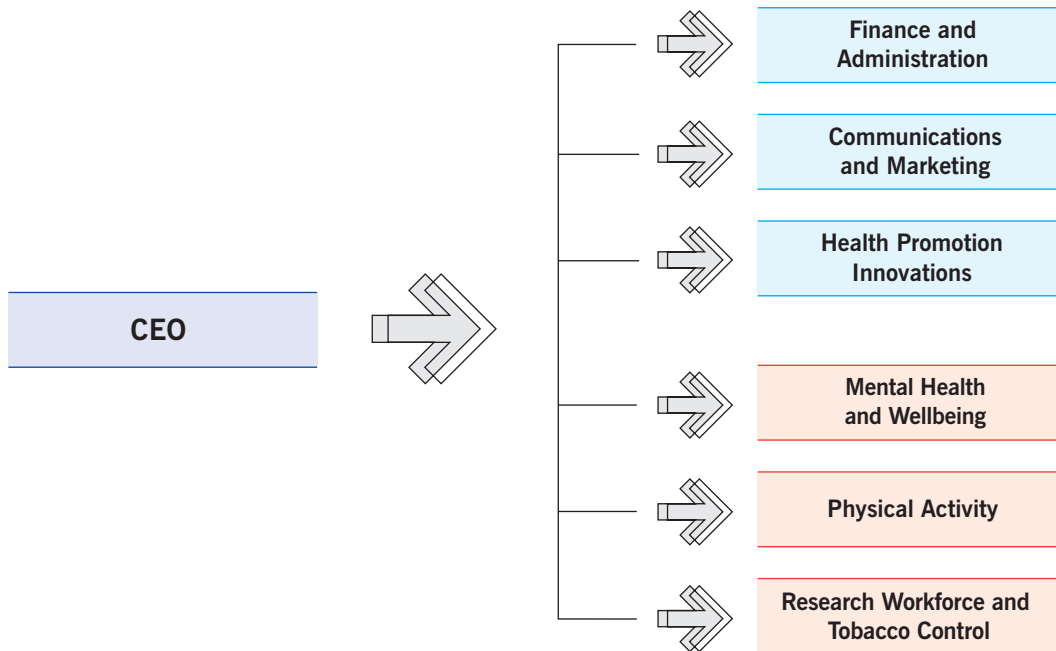 Finance and
Administration
Communications
and Marketing
Health Promotion
Innovations
CEO
Mental Health
and Wellbeing
Physical Activity
Research Workforce and
Tobacco Control